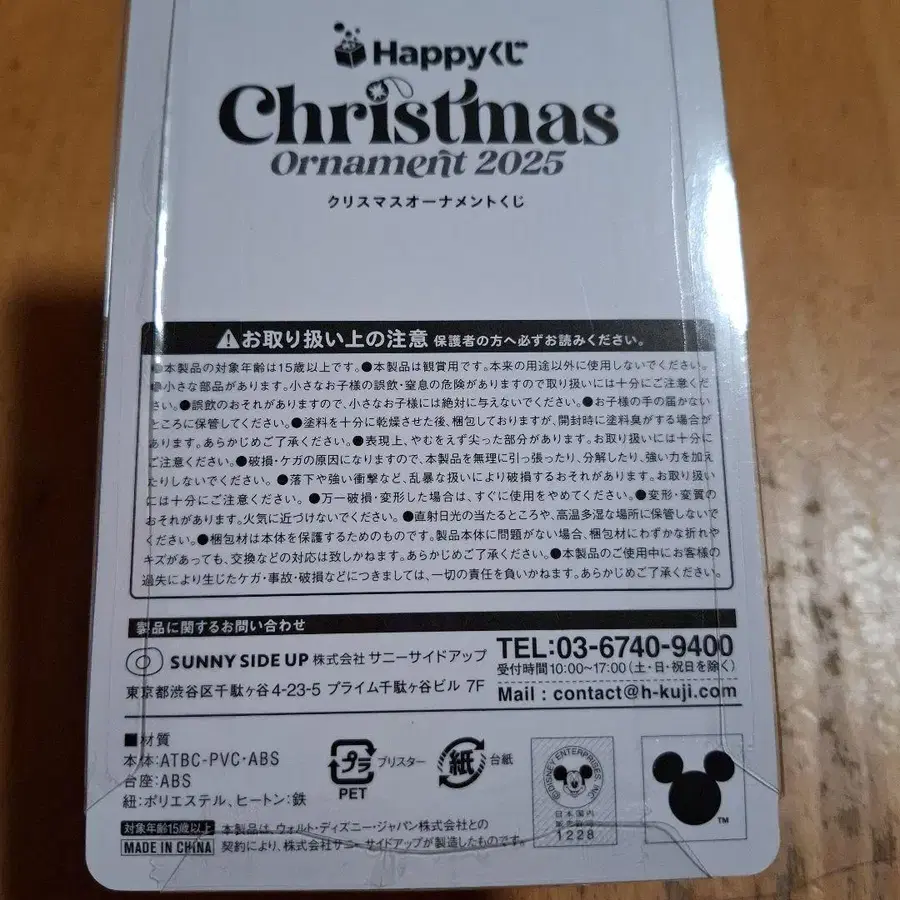 Happyくじ
Christmas
Ornament 2025
クリスマスオーナメントくじ
お取り扱い上の注意 保護者の方へ必ずお読みください。
●本製品の対象年齢は15歳以上です。●本製品は観賞用です。本来の用途以外に使用しないでください。
●小さな部品があります。小さなお子様の誤飲・窒息の危険がありますので取り扱いには十分にご注意くだ
さい。●誤飲のおそれがありますので、小さなお子様には絶対に与えないでください。●お子様の手の届かない
ところに保管してください。●塗料を十分に乾燥させた後、梱包しておりますが、開封時に塗料臭がする場合が
あります。あらかじめご了承ください。●表現上、やむをえず尖った部分があります。お取り扱いには十分に
ご注意ください。●破損・ケガの原因になりますので、本製品を無理に引っ張ったり、分解したり、強い力を加え
たりしないでください。●落下や強い衝撃など、乱暴な扱いにより破損するおそれがあります。お取り扱い
には十分にご注意ください。●万一破損・変形した場合は、すぐに使用をやめてください。●変形・変質の
おそれがあります。火気に近づけないでください。●直射日光の当たるところや、高温多湿な場所に保管しないで
ください。●梱包材は本体を保護するためのものです。製品本体に問題がない場合、梱包材にわずかな折れや
キズがあっても、交換などの対応は致しかねます。あらかじめご了承ください。●本製品のご使用中にお客様の
過失により生じたケガ・事故・破損などにつきましては、一切の責任を負いかねます。あらかじめご了承ください。
製品に関するお問い合わせ
SUNNY SIDE UP 株式会社 サニーサイドアップ
東京都渋谷区千駄ヶ谷4-23-5 プライム千駄ヶ谷ビル 7F
TEL:03-6740-9400
受付時間10:00～17:00(土・日・祝日を除く)
Mail : contact@h-kuji.com
■材質
本体:ATBC-PVC・ABS
台座:ABS
紐:ポリエステル、ヒートン:鉄
プラ ブリスター
PET
紙 台紙
©DISNEY ENTERPRISES, INC.
日本国内
1228
TM
対象年齢15歳以上
MADE IN CHINA
本製品は、ウォルト・ディズニー・ジャパン株式会社との
契約により、株式会社サニーサイドアップが製造したものです。